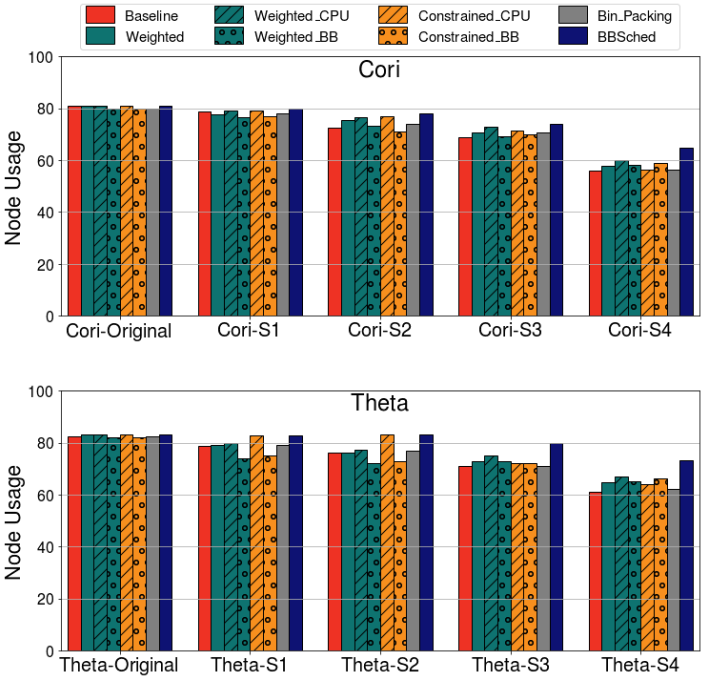 Baseline Weighted_CPU Constrained_CPU Bin_Packing
Weighted Weighted_BB Constrained_BB BBSched
Cori
Node Usage
100
80
60
40
20
0
Cori-Original Cori-S1 Cori-S2 Cori-S3 Cori-S4
Theta
Node Usage
100
80
60
40
20
0
Theta-Original Theta-S1 Theta-S2 Theta-S3 Theta-S4